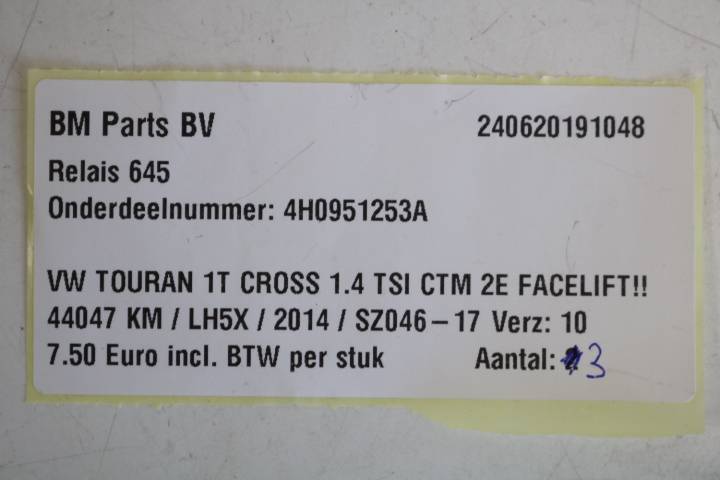 BM Parts BV 240620191048
Relais 645
Onderdeelnummer: 4H0951253A
VW TOURAN 1T CROSS 1.4 TSI CTM 2E FACELIFT!!
44047 KM / LH5X / 2014 / SZ046-17 Verz: 10
7.50 Euro incl. BTW per stuk Aantal: 3